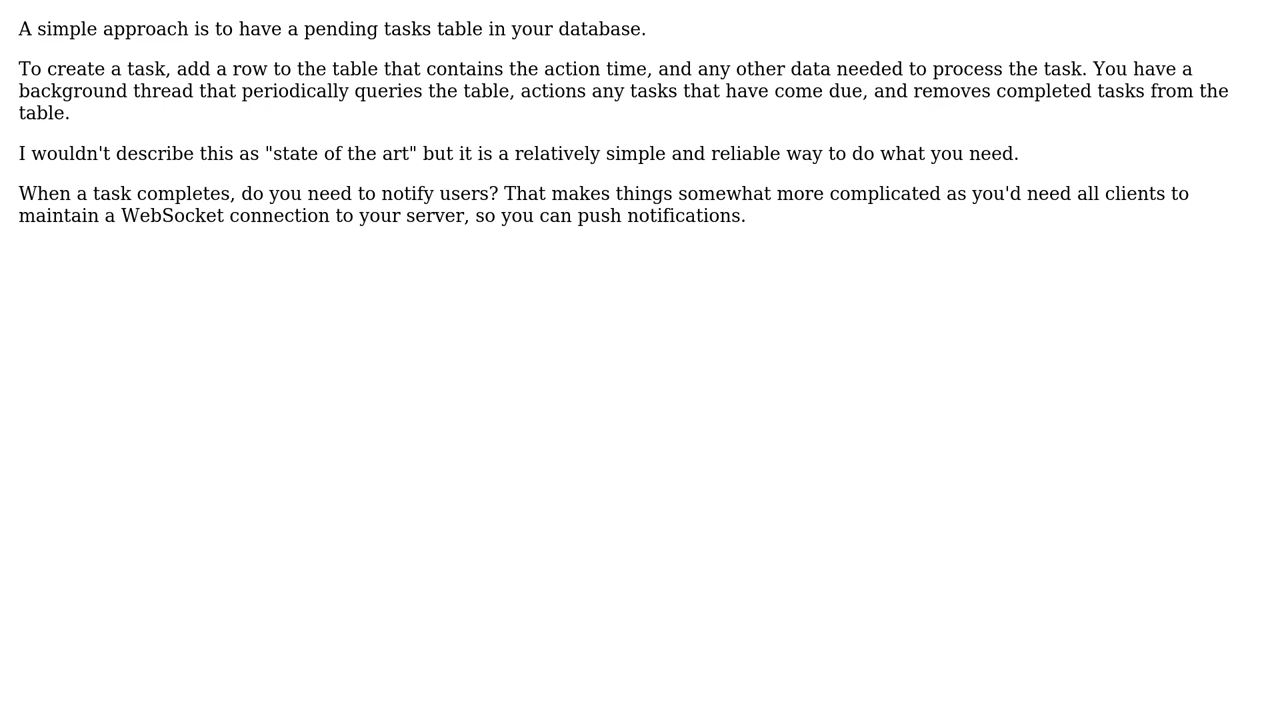 A simple approach is to have a pending tasks table in your database.
To create a task, add a row to the table that contains the action time, and any other data needed to process the task. You have a
background thread that periodically queries the table, actions any tasks that have come due, and removes completed tasks from the
table.
I wouldn't describe this as "state of the art" but it is a relatively simple and reliable way to do what you need.
When a task completes, do you need to notify users? That makes things somewhat more complicated as you'd need all clients to
maintain a WebSocket connection to your server, so you can push notifications.